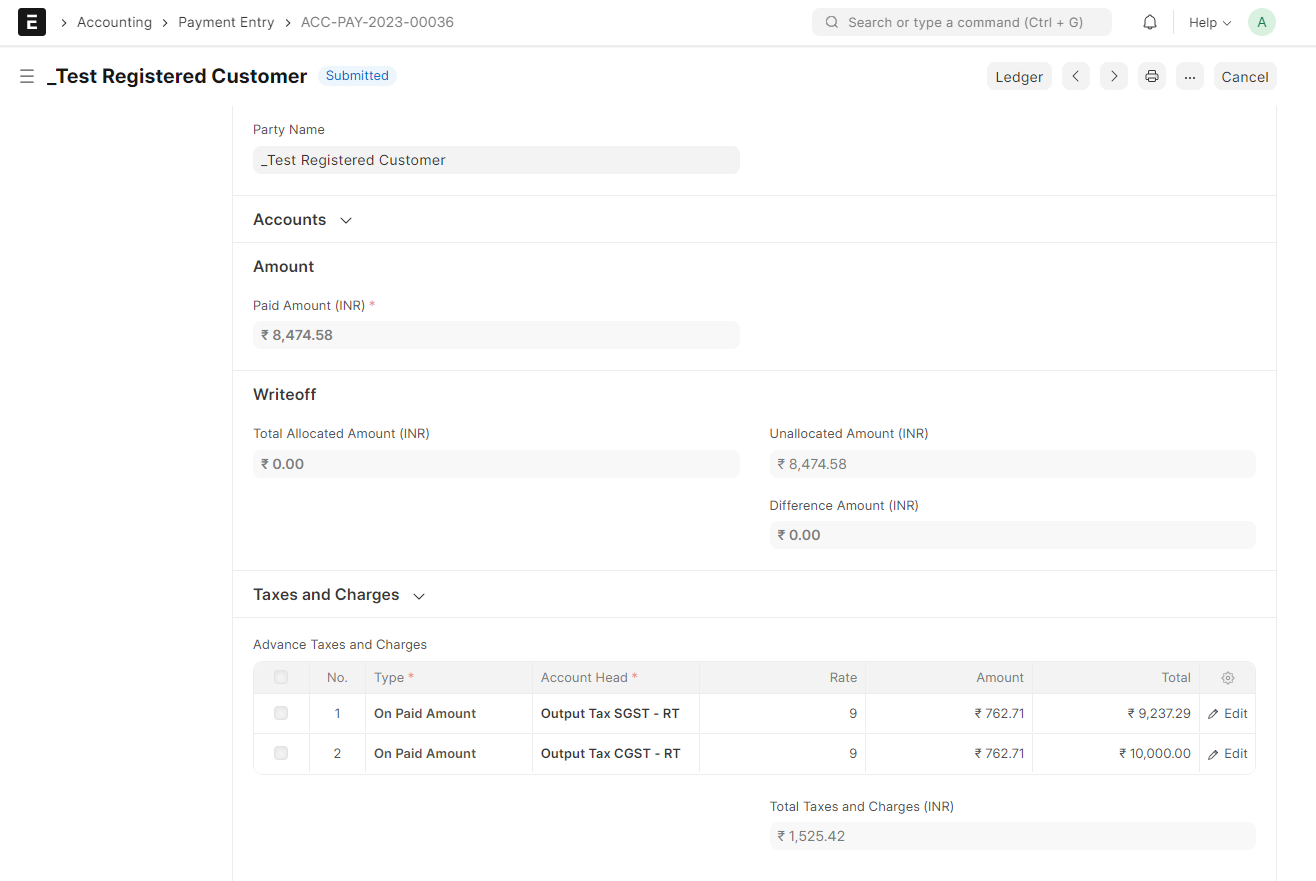 E Accounting Payment Entry ACC-PAY-2023-00036 Search or type a command (Ctrl + G) Help A
_Test Registered Customer Submitted Ledger ... Cancel
Party Name
_Test Registered Customer
Accounts
Amount
Paid Amount (INR) *
₹ 8,474.58
Writeoff
Total Allocated Amount (INR) Unallocated Amount (INR)
₹ 0.00 ₹ 8,474.58
Difference Amount (INR)
₹ 0.00
Taxes and Charges
Advance Taxes and Charges
No. Type * Account Head * Rate Amount Total
1 On Paid Amount Output Tax SGST - RT 9 ₹ 762.71 ₹ 9,237.29 Edit
2 On Paid Amount Output Tax CGST - RT 9 ₹ 762.71 ₹ 10,000.00 Edit
Total Taxes and Charges (INR)
₹ 1,525.42